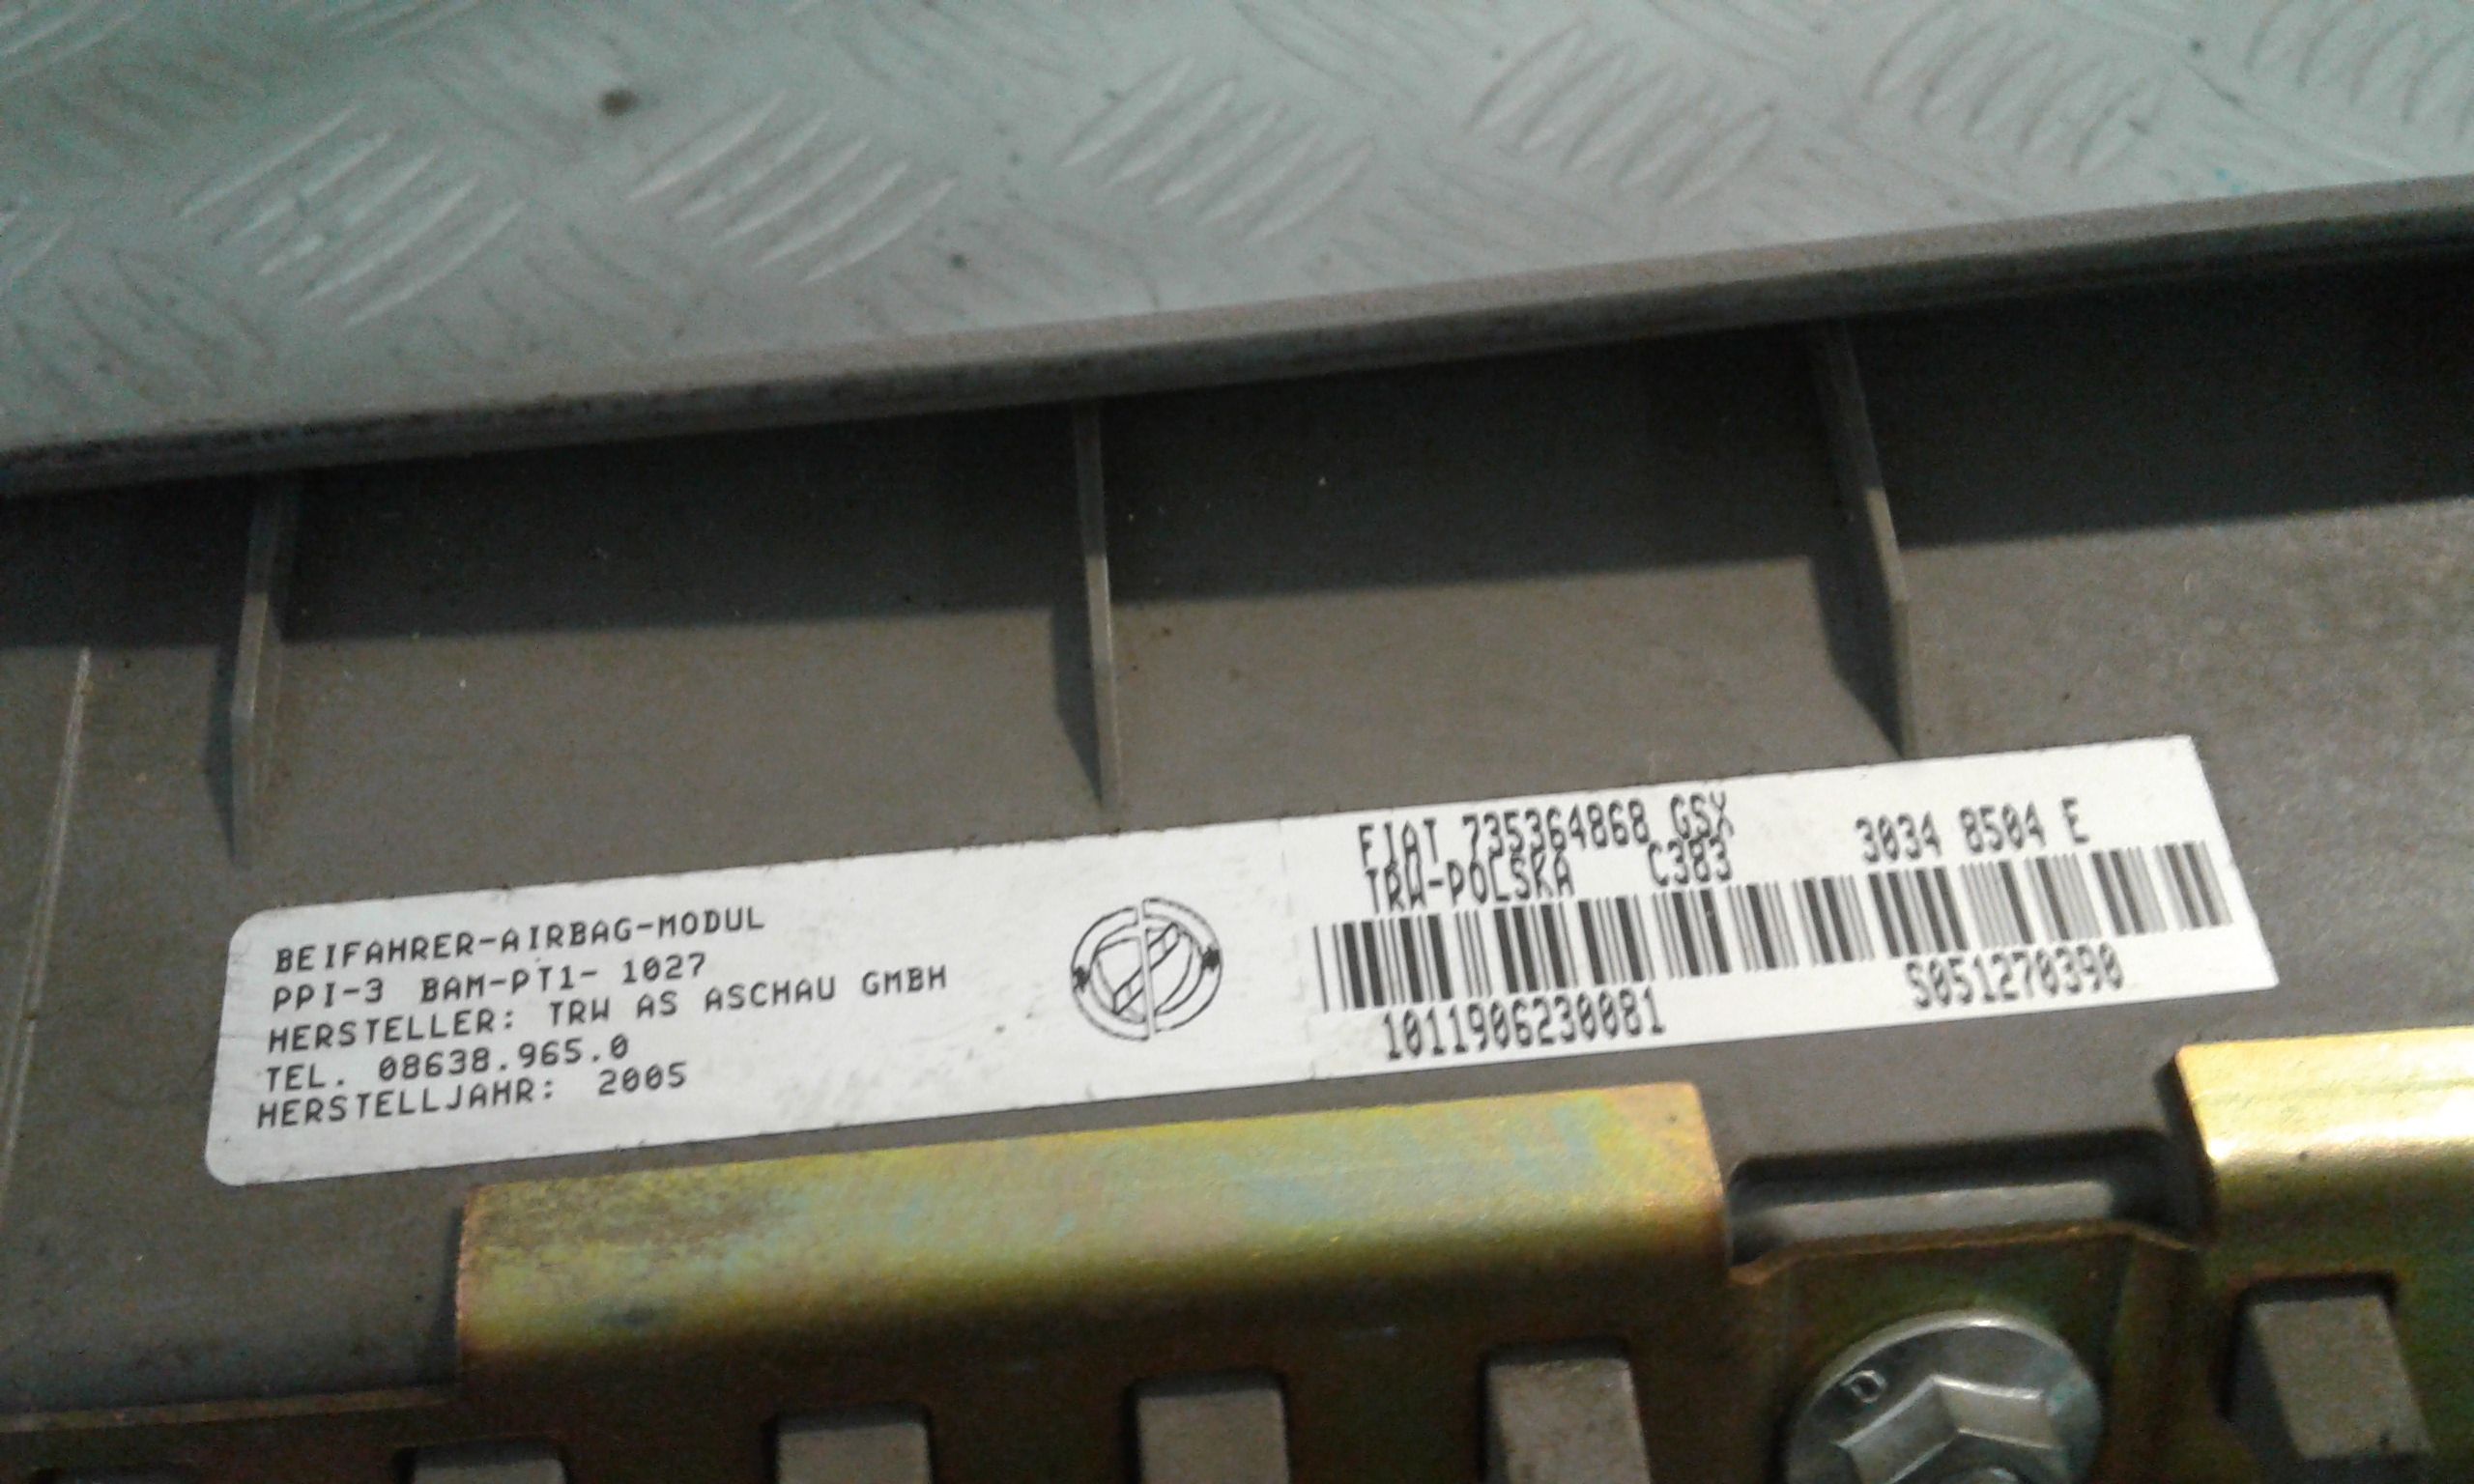 BEIFAHRER-AIRBAG-MODUL
PPI-3 BAM-PT1- 1027
HERSTELLER: TRW AS ASCHAU GMBH
TEL. 08638.965.0
HERSTELLJAHR: 2005
FIAT 735364868 GSX
TRW-POLSKA C383 3034 8504 E
1011906230081 S051270390
D